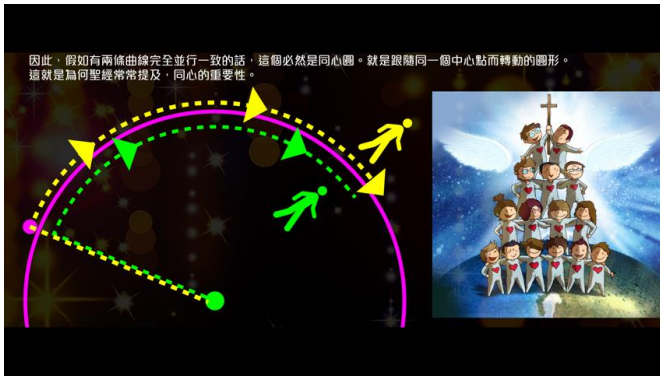 因此，假如有兩條曲線完全並行一致的話，這個必然是同心圓。就是跟隨同一個中心點而轉動的圓形。
這就是為何聖經常常提及，同心的重要性。